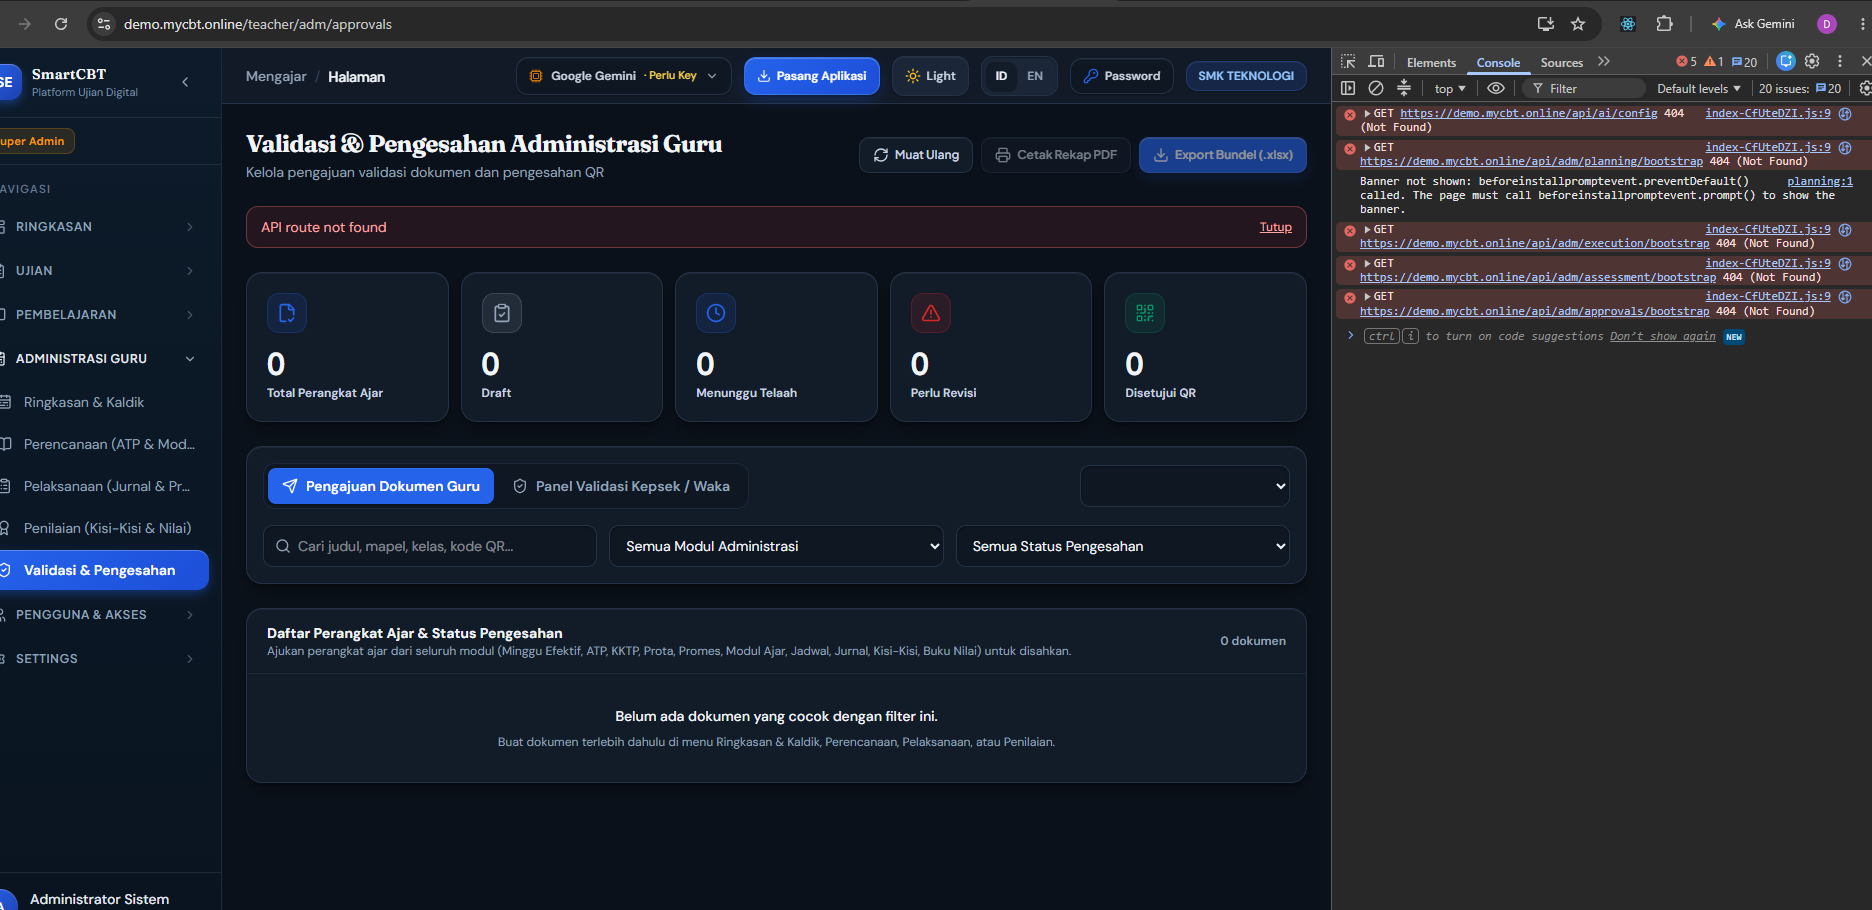 demo.mycbt.online/teacher/adm/approvals
Ask Gemini
D
SE
SmartCBT
Platform Ujian Digital
uper Admin
AVIGASI
RINGKASAN
UJIAN
PEMBELAJARAN
ADMINISTRASI GURU
Ringkasan & Kaldik
Perencanaan (ATP & Mod...
Pelaksanaan (Jurnal & Pr...
Penilaian (Kisi-Kisi & Nilai)
Validasi & Pengesahan
PENGGUNA & AKSES
SETTINGS
Administrator Sistem
Mengajar / Halaman
Google Gemini · Perlu Key
Pasang Aplikasi
Light
ID
EN
Password
SMK TEKNOLOGI
Validasi & Pengesahan Administrasi Guru
Kelola pengajuan validasi dokumen dan pengesahan QR
Muat Ulang
Cetak Rekap PDF
Export Bundel (.xlsx)
API route not found
Tutup
0
Total Perangkat Ajar
0
Draft
0
Menunggu Telaah
0
Perlu Revisi
0
Disetujui QR
Pengajuan Dokumen Guru
Panel Validasi Kepsek / Waka
Cari judul, mapel, kelas, kode QR...
Semua Modul Administrasi
Semua Status Pengesahan
Daftar Perangkat Ajar & Status Pengesahan
Ajukan perangkat ajar dari seluruh modul (Minggu Efektif, ATP, KKTP, Prota, Promes, Modul Ajar, Jadwal, Jurnal, Kisi-Kisi, Buku Nilai) untuk disahkan.
0 dokumen
Belum ada dokumen yang cocok dengan filter ini.
Buat dokumen terlebih dahulu di menu Ringkasan & Kaldik, Perencanaan, Pelaksanaan, atau Penilaian.
Elements
Console
Sources
5
1
20
top
Filter
Default levels
20 issues:
20
GET https://demo.mycbt.online/api/ai/config 404 index-CfUteDZI.js:9
(Not Found)
GET index-CfUteDZI.js:9
https://demo.mycbt.online/api/adm/planning/bootstrap 404 (Not Found)
Banner not shown: beforeinstallpromptevent.preventDefault() planning:1
called. The page must call beforeinstallpromptevent.prompt() to show the
banner.
GET index-CfUteDZI.js:9
https://demo.mycbt.online/api/adm/execution/bootstrap 404 (Not Found)
GET index-CfUteDZI.js:9
https://demo.mycbt.online/api/adm/assessment/bootstrap 404 (Not Found)
GET index-CfUteDZI.js:9
https://demo.mycbt.online/api/adm/approvals/bootstrap 404 (Not Found)
ctrl i to turn on code suggestions Don't show again NEW